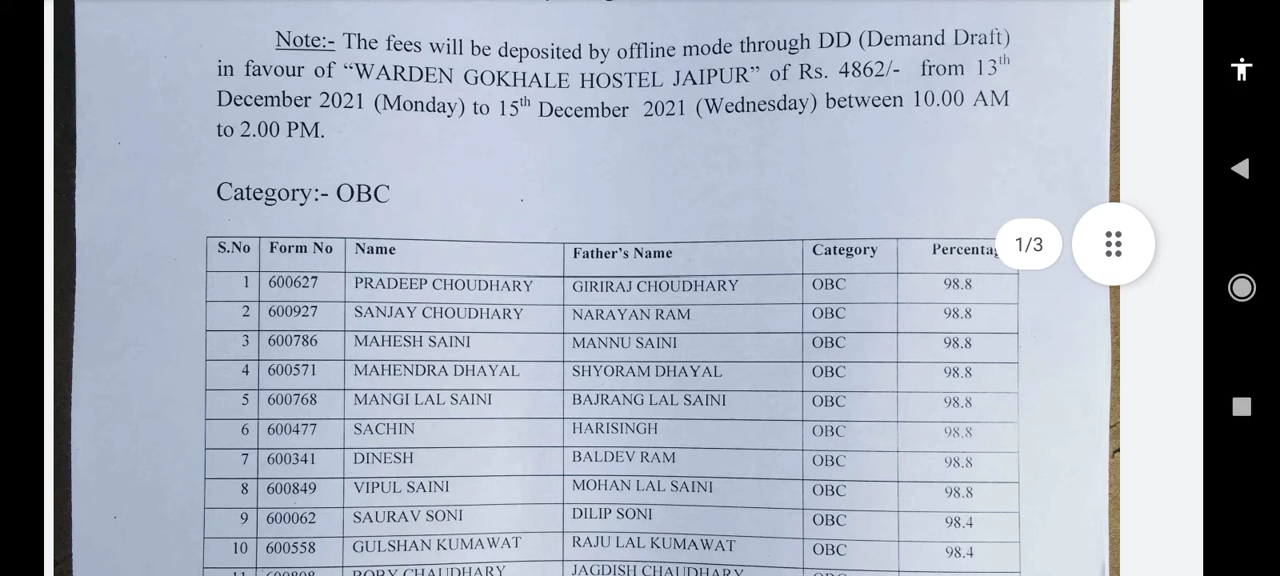 Note:- The fees will be deposited by offline mode through DD (Demand Draft)
in favour of “WARDEN GOKHALE HOSTEL JAIPUR” of Rs. 4862/- from 13th
December 2021 (Monday) to 15th December 2021 (Wednesday) between 10.00 AM
to 2.00 PM.
Category:- OBC
S.No Form No Name Father's Name Category
1/3
1 600627 PRADEEP CHOUDHARY GIRIRAJ CHOUDHARY OBC 98.8
2 600927 SANJAY CHOUDHARY NARAYAN RAM OBC 98.8
3 600786 MAHESH SAINI MANNU SAINI OBC 98.8
4 600571 MAHENDRA DHAYAL SHYORAM DHAYAL OBC 98.8
5 600768 MANGI LAL SAINI BAJRANG LAL SAINI OBC 98.8
6 600477 SACHIN HARISINGH OBC 98.8
7 600341 DINESH BALDEV RAM OBC 98.8
8 600849 VIPUL SAINI MOHAN LAL SAINI OBC 98.8
9 600062 SAURAV SONI DILIP SONI OBC 98.4
10 600558 GULSHAN KUMAWAT RAJU LAL KUMAWAT OBC 98.4
CHAUDHARY JAGDISH CHAUDHARY